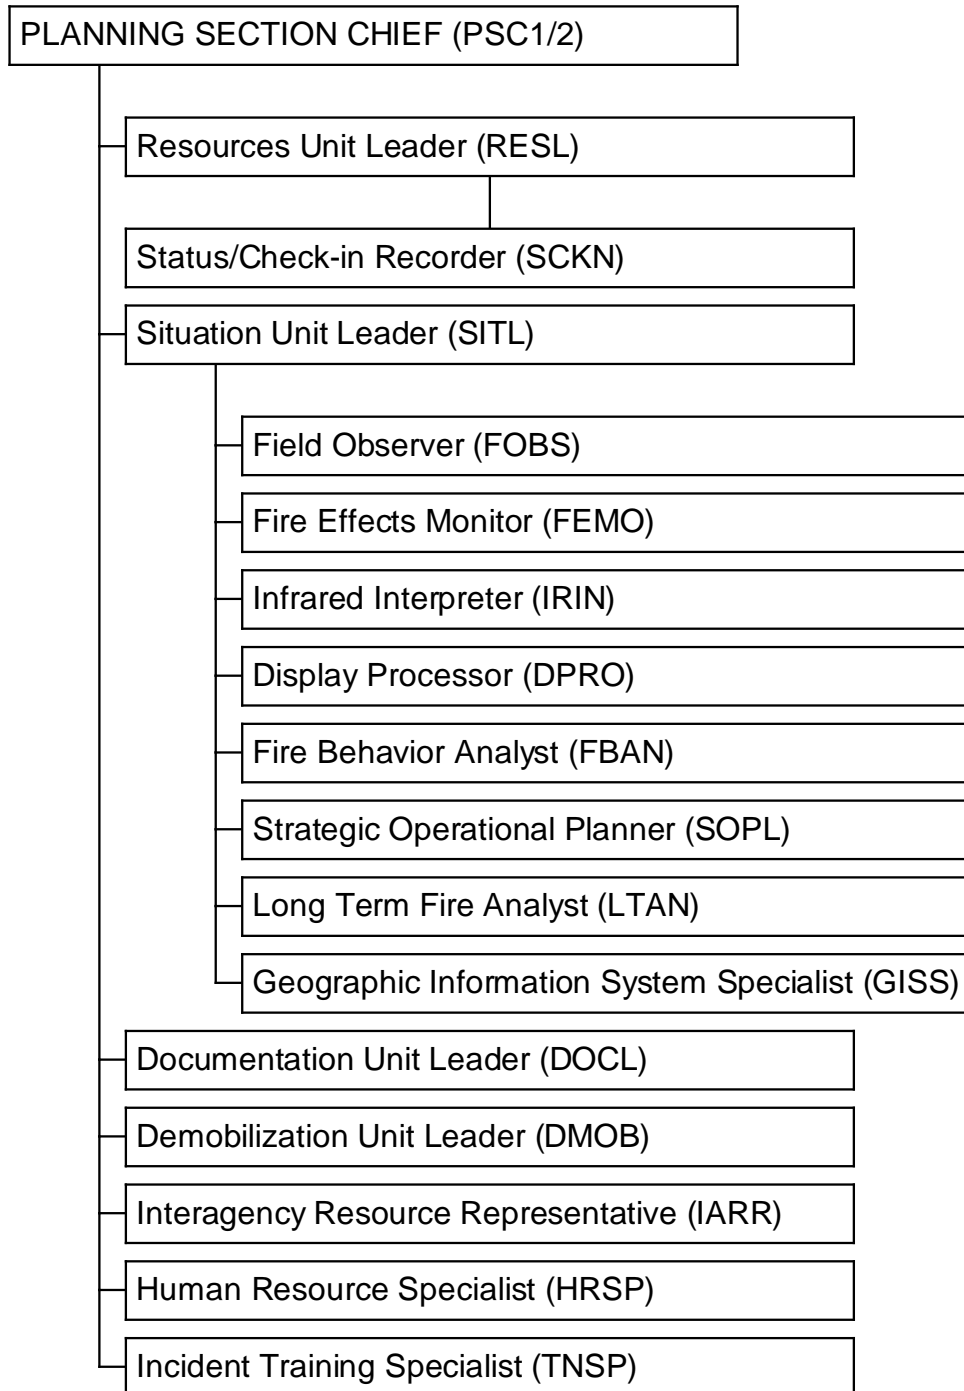 PLANNING SECTION CHIEF (PSC1/2)
Resources Unit Leader (RESL)
Status/Check-in Recorder (SCKN)
Situation Unit Leader (SITL)
Field Observer (FOBS)
Fire Effects Monitor (FEMO)
Infrared Interpreter (IRIN)
Display Processor (DPRO)
Fire Behavior Analyst (FBAN)
Strategic Operational Planner (SOPL)
Long Term Fire Analyst (LTAN)
Geographic Information System Specialist (GISS)
Documentation Unit Leader (DOCL)
Demobilization Unit Leader (DMOB)
Interagency Resource Representative (IARR)
Human Resource Specialist (HRSP)
Incident Training Specialist (TNSP)